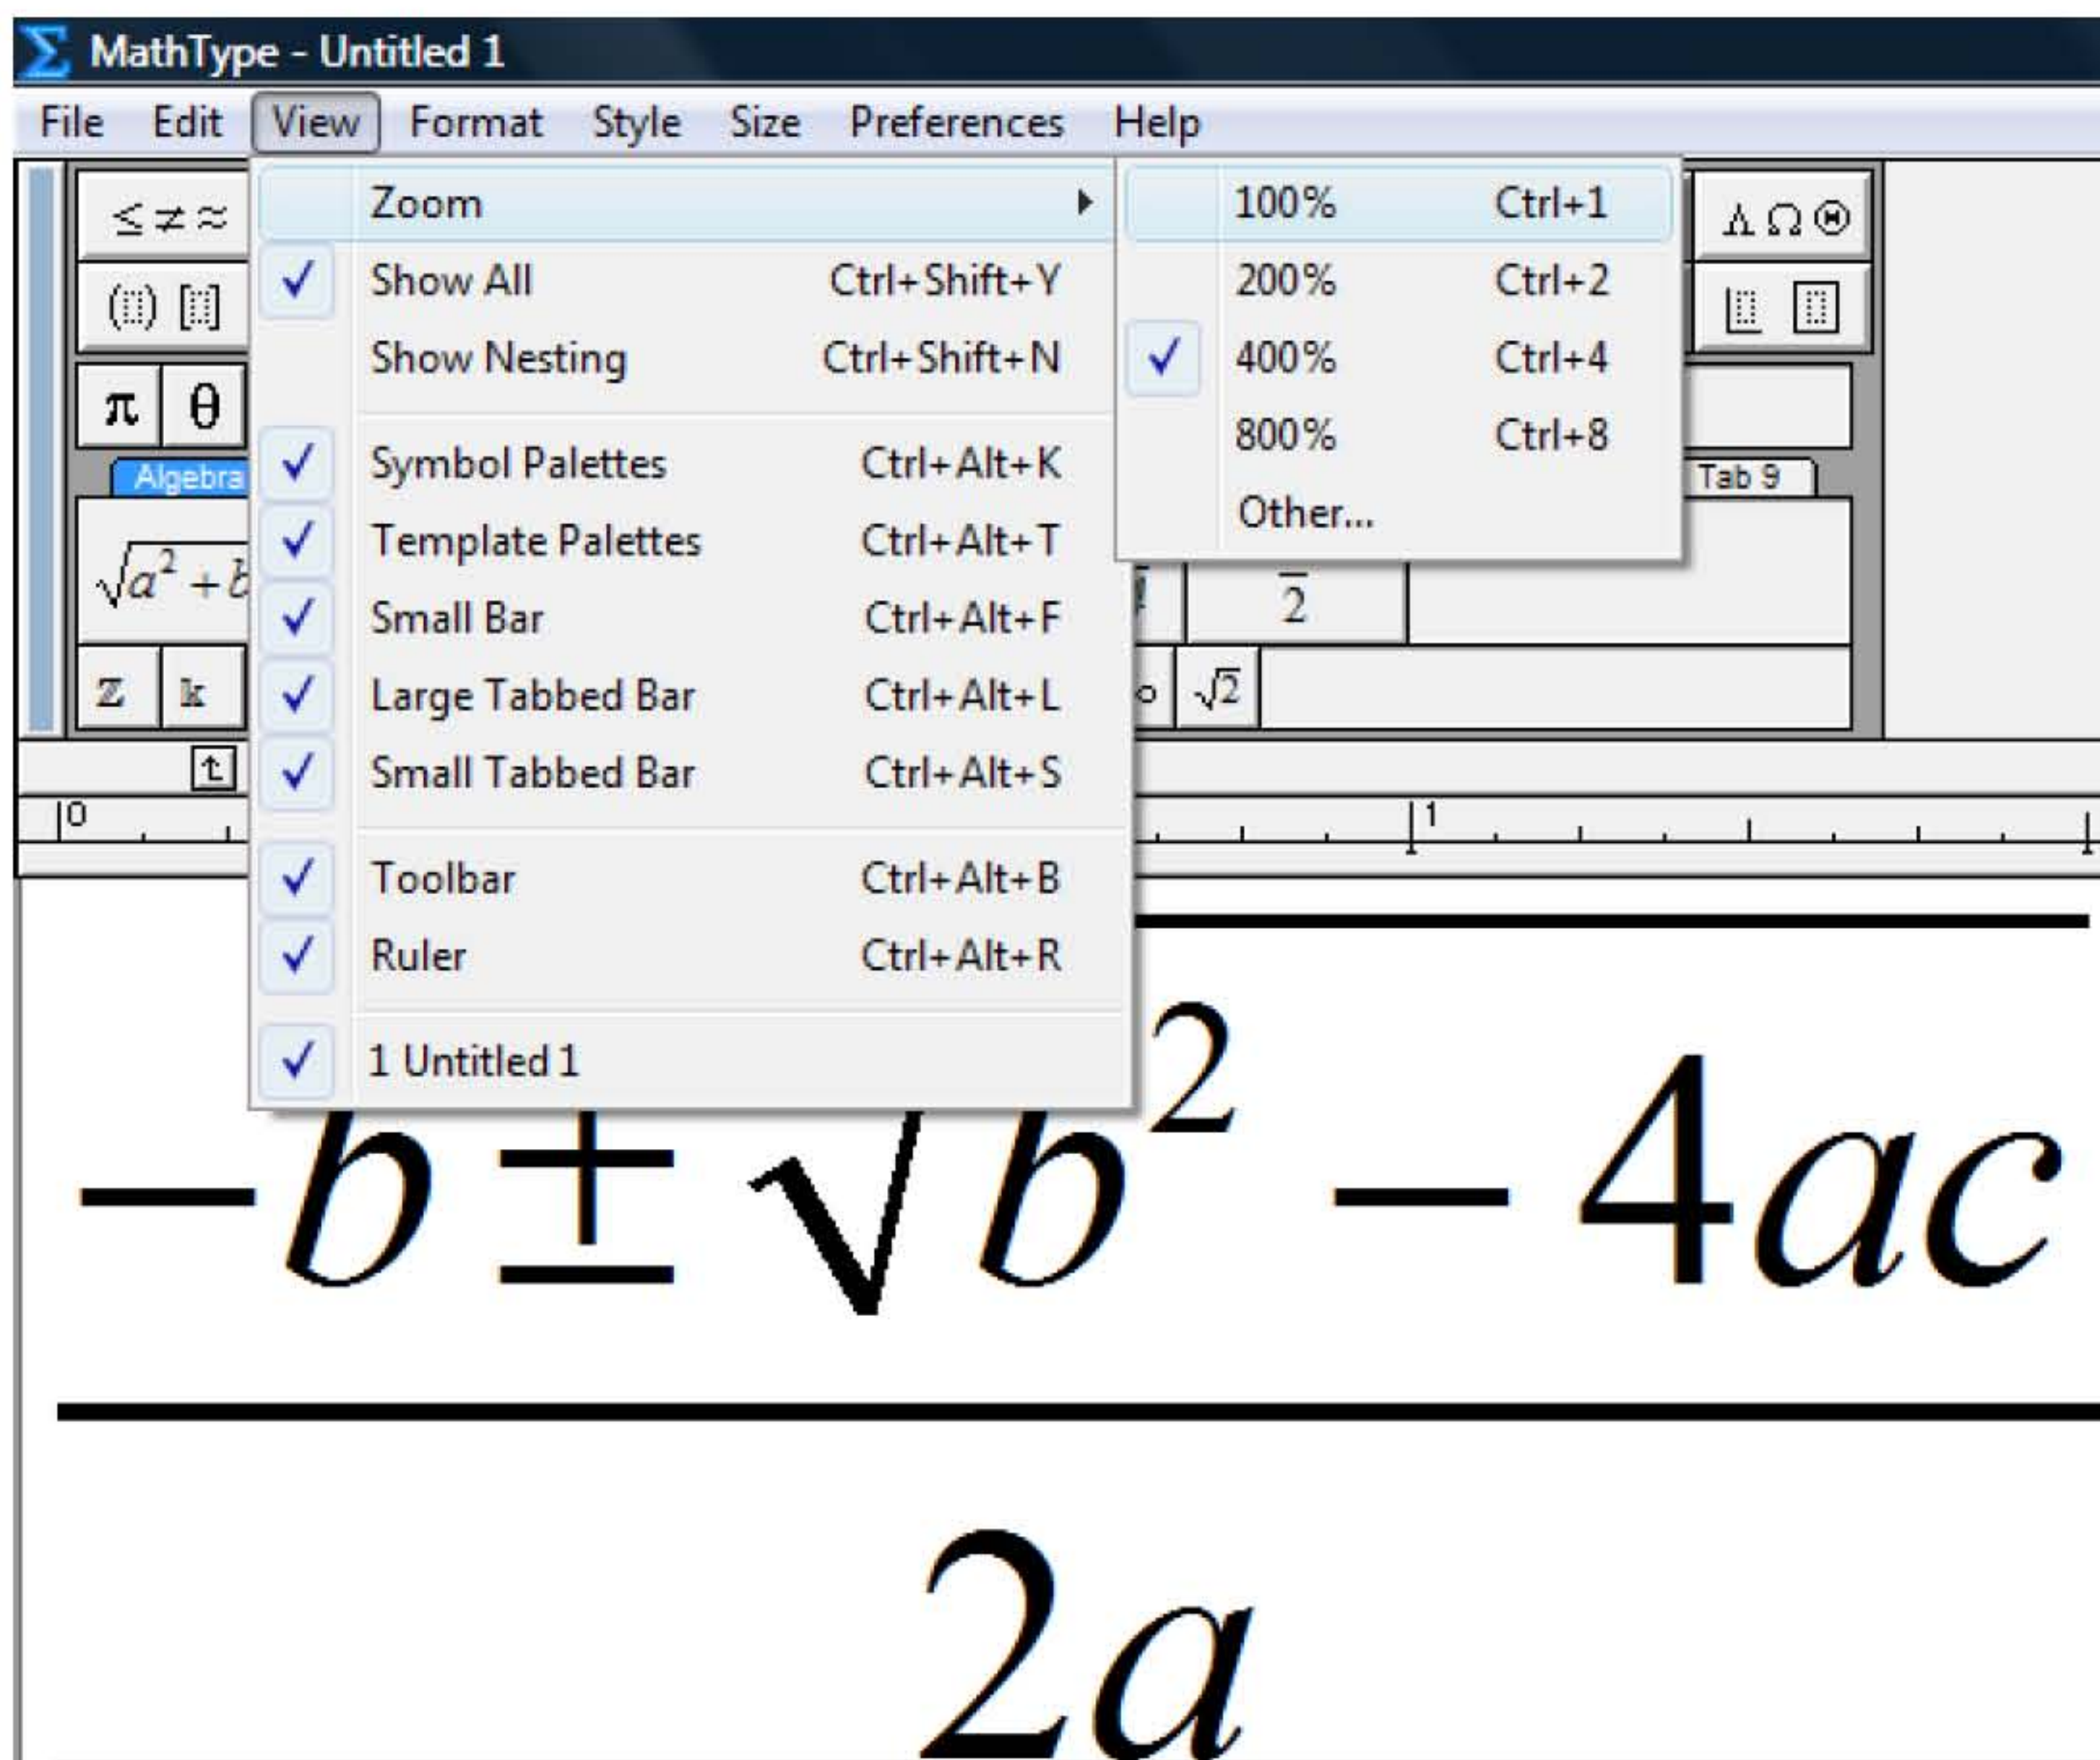 MathType - Untitled 1
File Edit View Format Style Size Preferences Help
Zoom
Show All Ctrl+Shift+Y
Show Nesting Ctrl+Shift+N
Symbol Palettes Ctrl+Alt+K
Template Palettes Ctrl+Alt+T
Small Bar Ctrl+Alt+F
Large Tabbed Bar Ctrl+Alt+L
Small Tabbed Bar Ctrl+Alt+S
Toolbar Ctrl+Alt+B
Ruler Ctrl+Alt+R
1 Untitled 1
100% Ctrl+1
200% Ctrl+2
400% Ctrl+4
800% Ctrl+8
Other...
≤ ≠ ≈
Λ Ω Θ
π θ
Algebra
Tab 9
√a² + b
2
ℤ 𝕜
√2
0 1
−b ± √b² − 4ac
2a